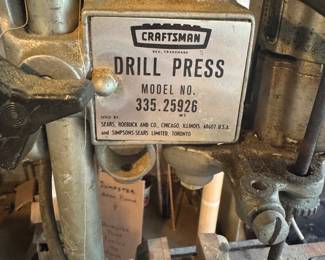 CRAFTSMAN
REG. TRADEMARK
DRILL PRESS
MODEL NO.
335.25926
SOLD BY
SEARS, ROEBUCK AND CO., CHICAGO, ILLINOIS, 60607 U.S.A.
and SIMPSONS-SEARS LIMITED, TORONTO
DUMPSTER